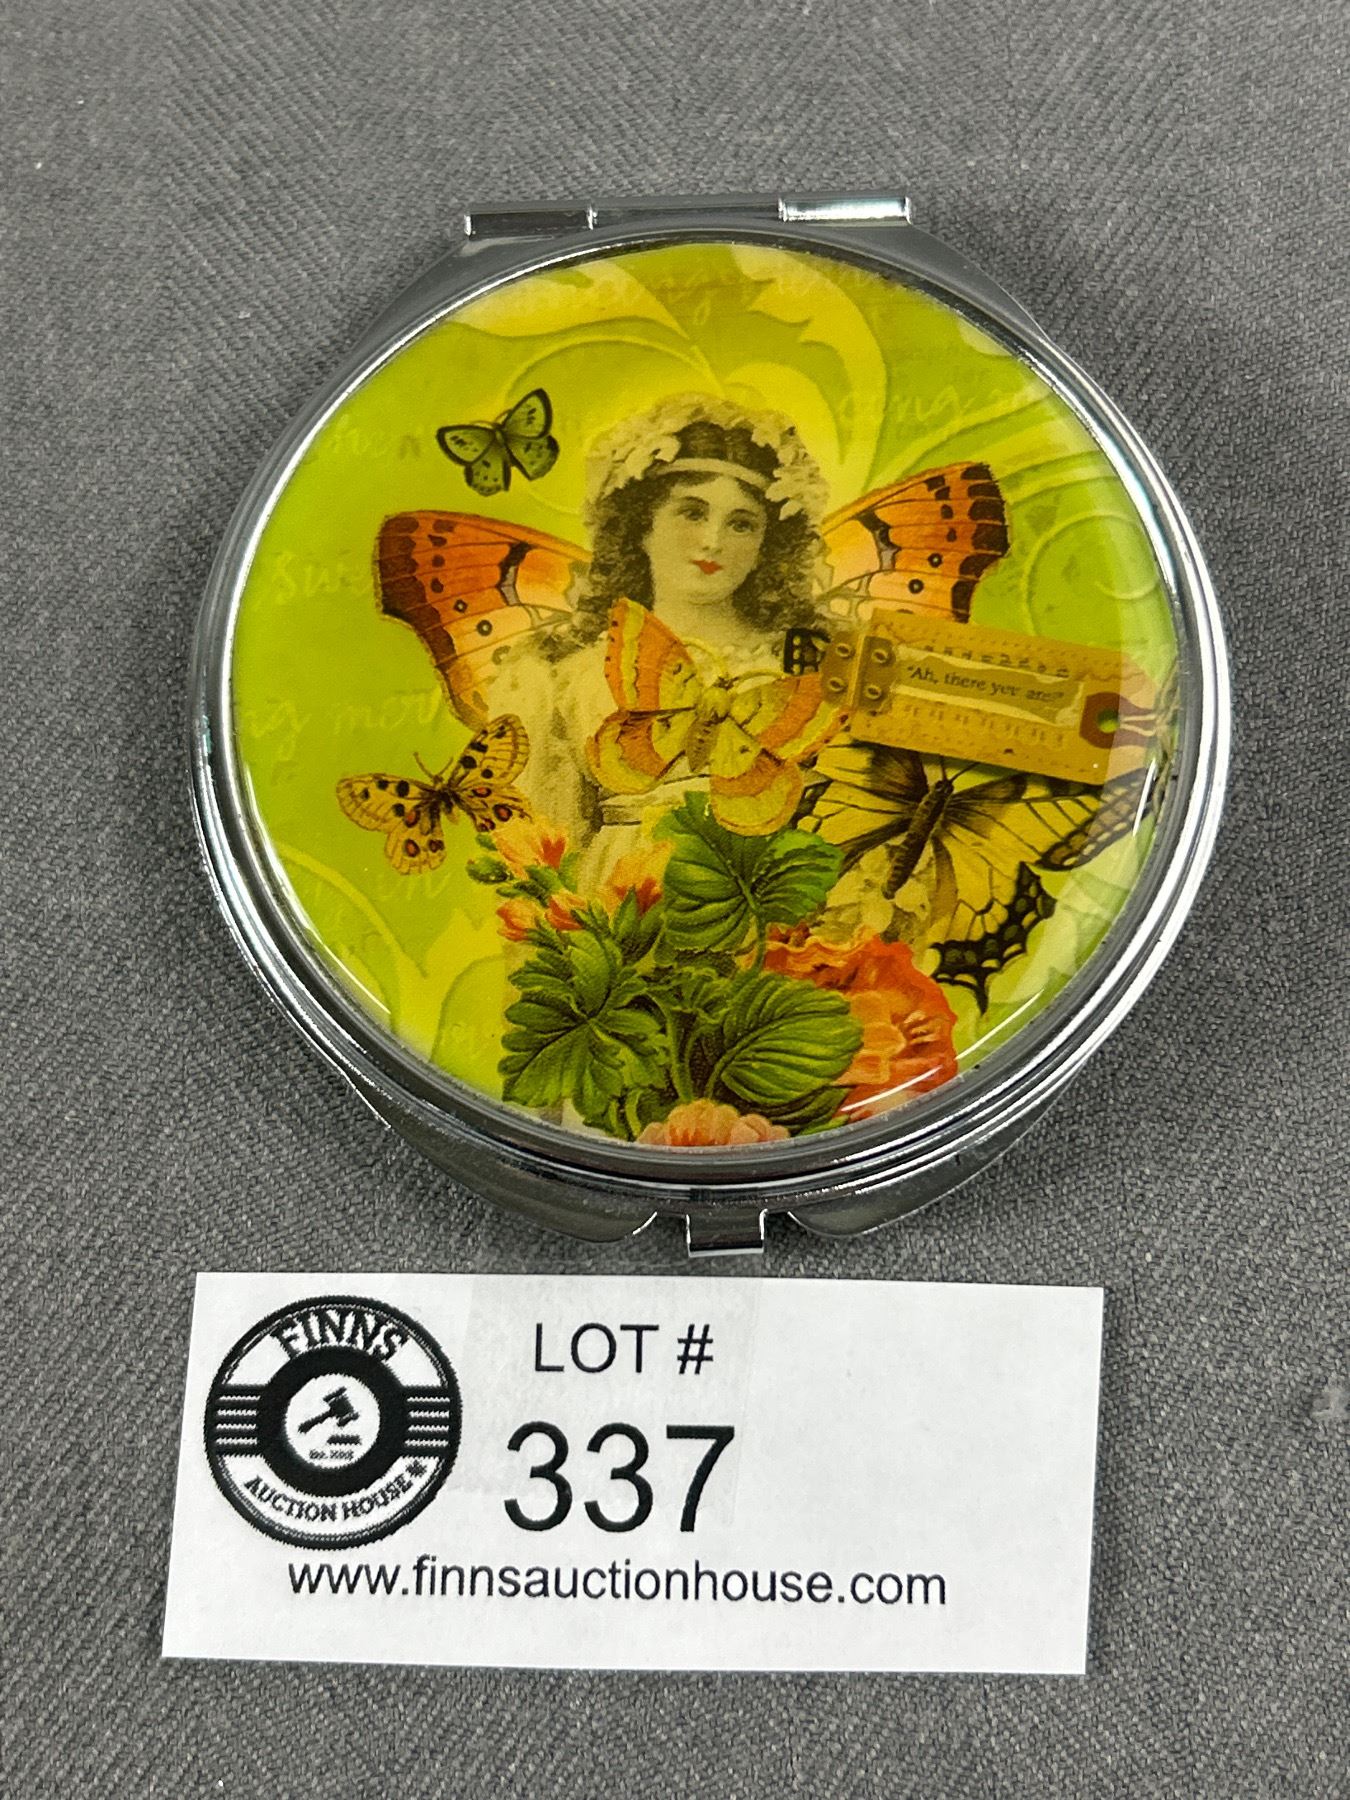 "Ah, there you are!"
FINNS
AUCTION HOUSE
LOT #
337
www.finnsauctionhouse.com